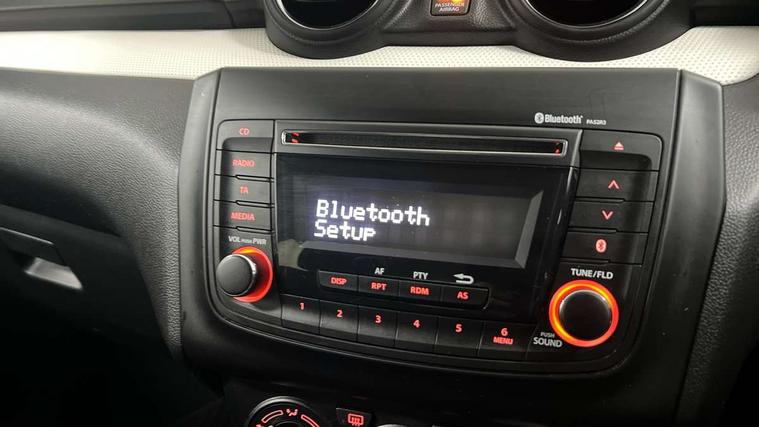 PASSENGER
AIRBAG
Bluetooth PA52R3
CD
RADIO
TA
MEDIA
VOL PUSH PWR
Bluetooth
Setup
AF PTY
DISP RPT RDM AS
1 2 3 4 5 6
MENU
TUNE/FLD
PUSH
SOUND